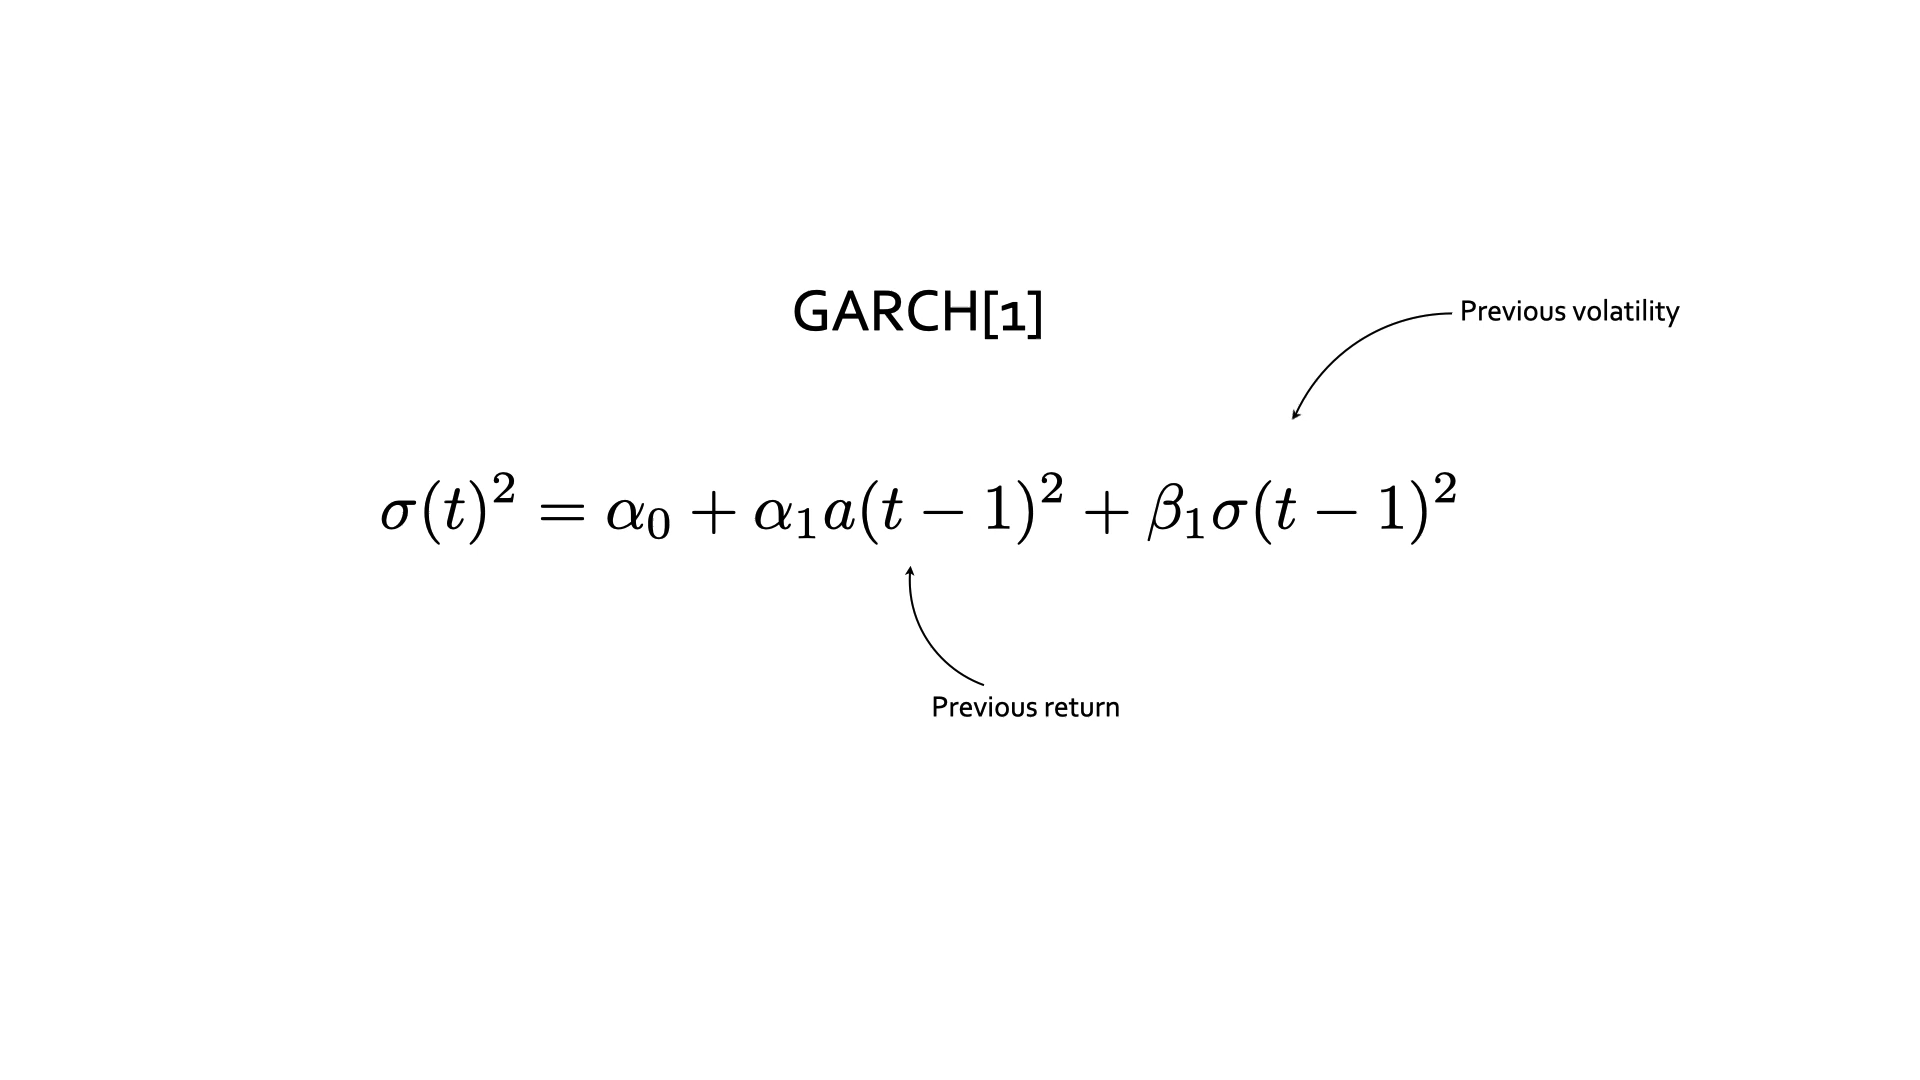 GARCH[1]
Previous volatility
σ(t)² = α₀ + α₁a(t − 1)² + β₁σ(t − 1)²
Previous return